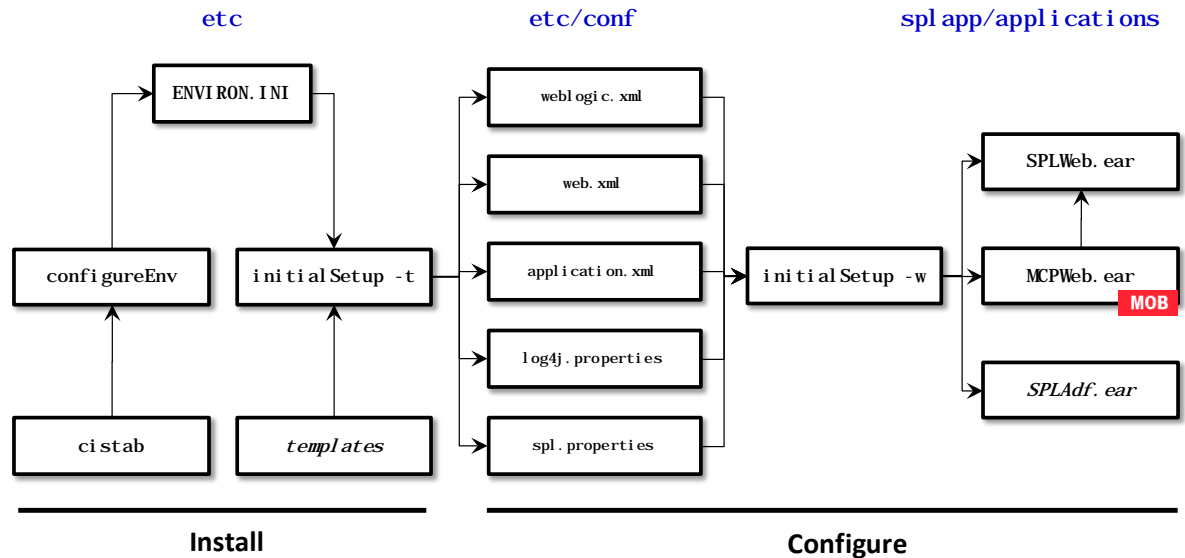 etc
etc/conf
splapp/applications
ENVIRON.INI
configureEnv
initialSetup -t
cistab
templates
weblogic.xml
web.xml
application.xml
log4j.properties
spl.properties
initialSetup -w
SPLWeb.ear
MCPWeb.ear
MOB
SPLAdf.ear
Install
Configure